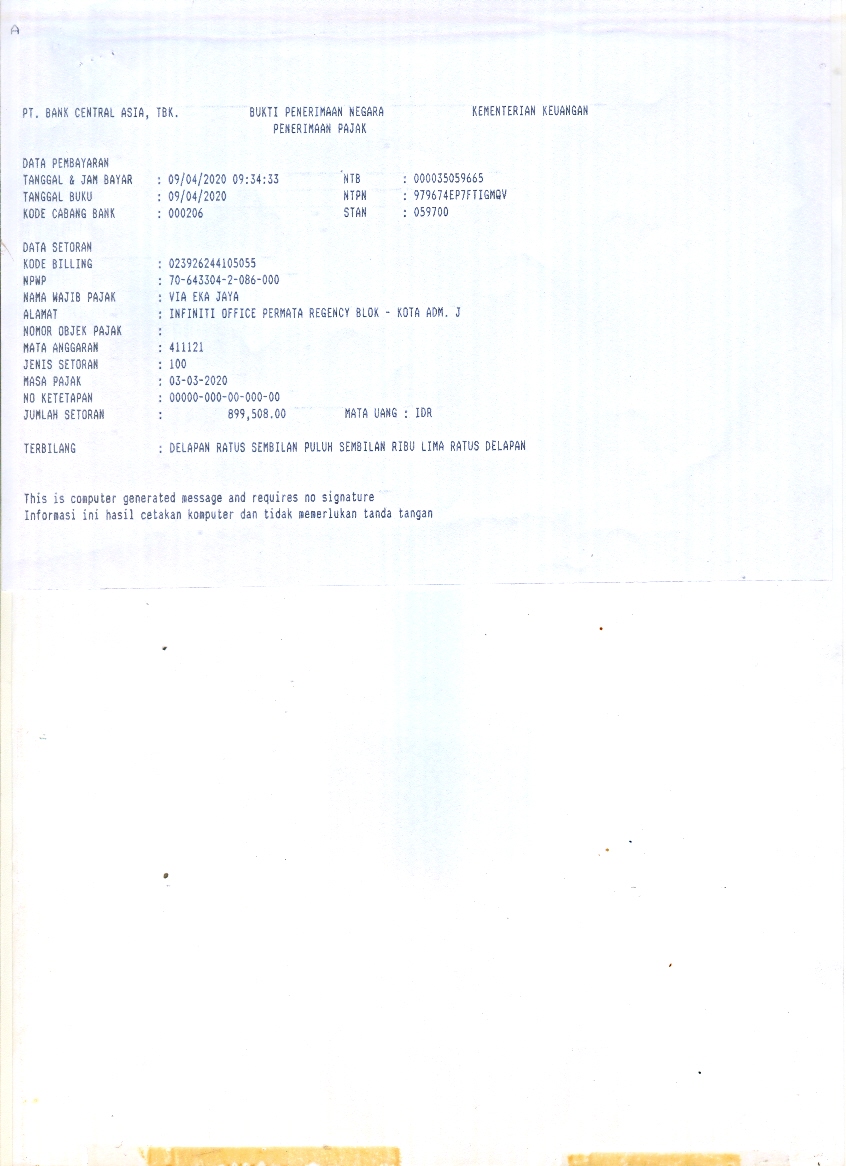 A
PT. BANK CENTRAL ASIA, TBK. BUKTI PENERIMAAN NEGARA KEMENTERIAN KEUANGAN
PENERIMAAN PAJAK
DATA PEMBAYARAN
TANGGAL & JAM BAYAR : 09/04/2020 09:34:33 NTB : 000035059665
TANGGAL BUKU : 09/04/2020 NTPN : 979674EP7FTIGMQV
KODE CABANG BANK : 000206 STAN : 059700
DATA SETORAN
KODE BILLING : 023926244105055
NPWP : 70-643304-2-086-000
NAMA WAJIB PAJAK : VIA EKA JAYA
ALAMAT : INFINITI OFFICE PERMATA REGENCY BLOK - KOTA ADM. J
NOMOR OBJEK PAJAK :
MATA ANGGARAN : 411121
JENIS SETORAN : 100
MASA PAJAK : 03-03-2020
NO KETETAPAN : 00000-000-00-000-00
JUMLAH SETORAN : 899,508.00 MATA UANG : IDR
TERBILANG : DELAPAN RATUS SEMBILAN PULUH SEMBILAN RIBU LIMA RATUS DELAPAN
This is computer generated message and requires no signature
Informasi ini hasil cetakan komputer dan tidak memerlukan tanda tangan